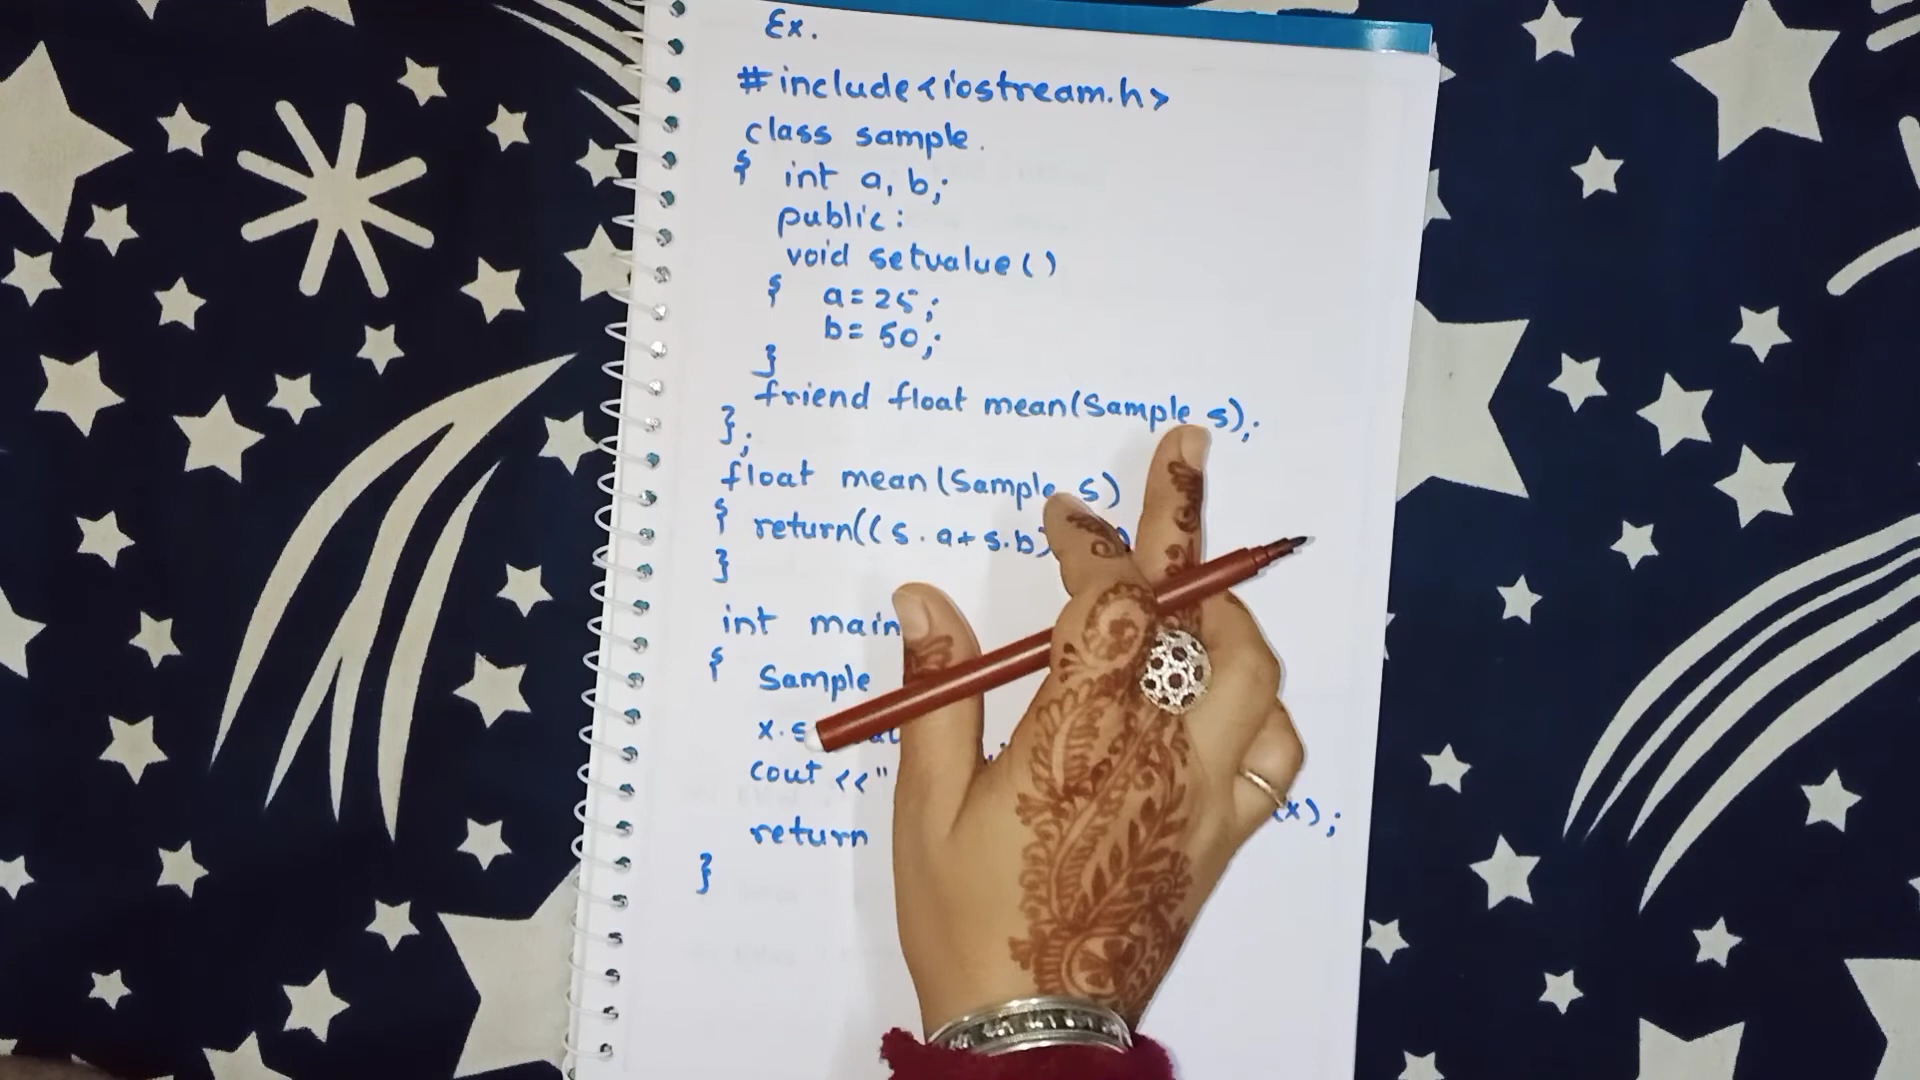 Ex.
#include<iostream.h>
class sample.
{ int a, b;
public:
void setvalue()
{ a=25;
b=50;
}
friend float mean(Sample s);
};
float mean(Sample s)
{ return((s.a+s.b)
}
int main
{ Sample
x.
cout <<" (x);
return
}